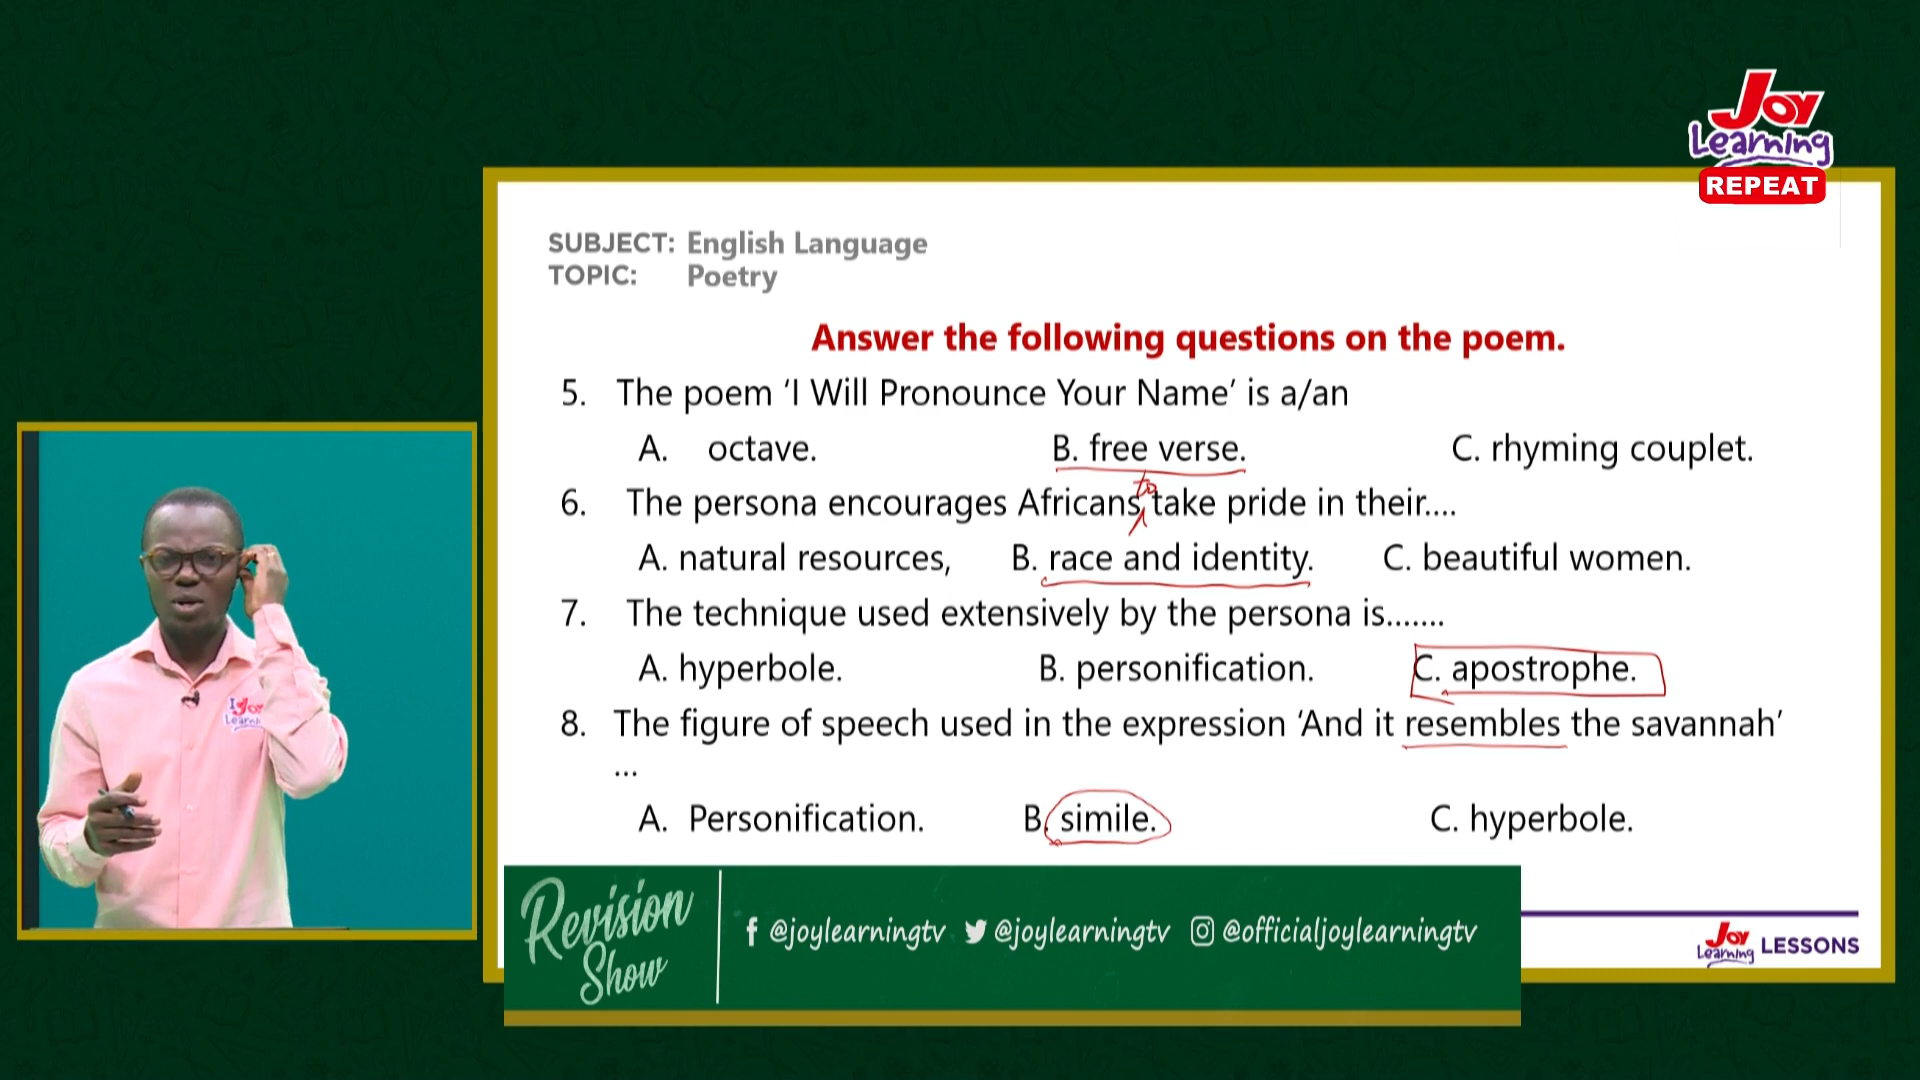 Joy
Learning
REPEAT
SUBJECT: English Language
TOPIC: Poetry
Answer the following questions on the poem.
5. The poem ‘I Will Pronounce Your Name’ is a/an
A. octave. B. free verse. C. rhyming couplet.
to
6. The persona encourages Africans take pride in their....
A. natural resources, B. race and identity. C. beautiful women.
7. The technique used extensively by the persona is.......
A. hyperbole. B. personification. C. apostrophe.
8. The figure of speech used in the expression ‘And it resembles the savannah’
...
A. Personification. B. simile. C. hyperbole.
I Joy
Learning
Revision
Show
f @joylearningtv @joylearningtv @officialjoylearningtv
Joy
Learning LESSONS